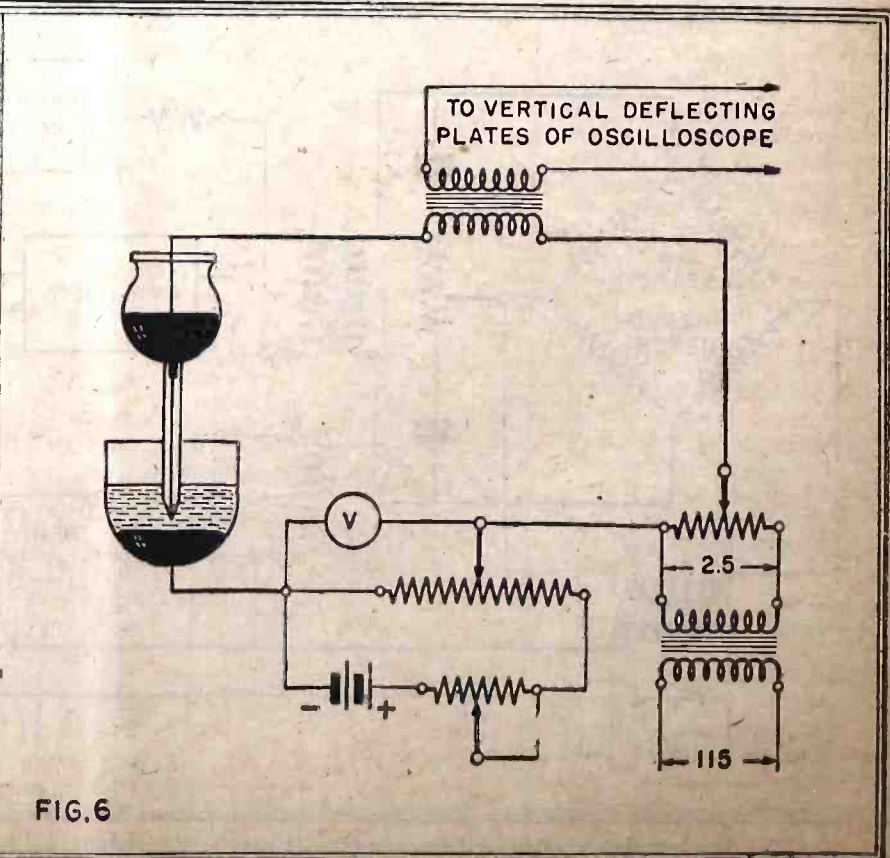 TO VERTICAL DEFLECTING
PLATES OF OSCILLOSCOPE
V
2.5
- +
115
FIG.6